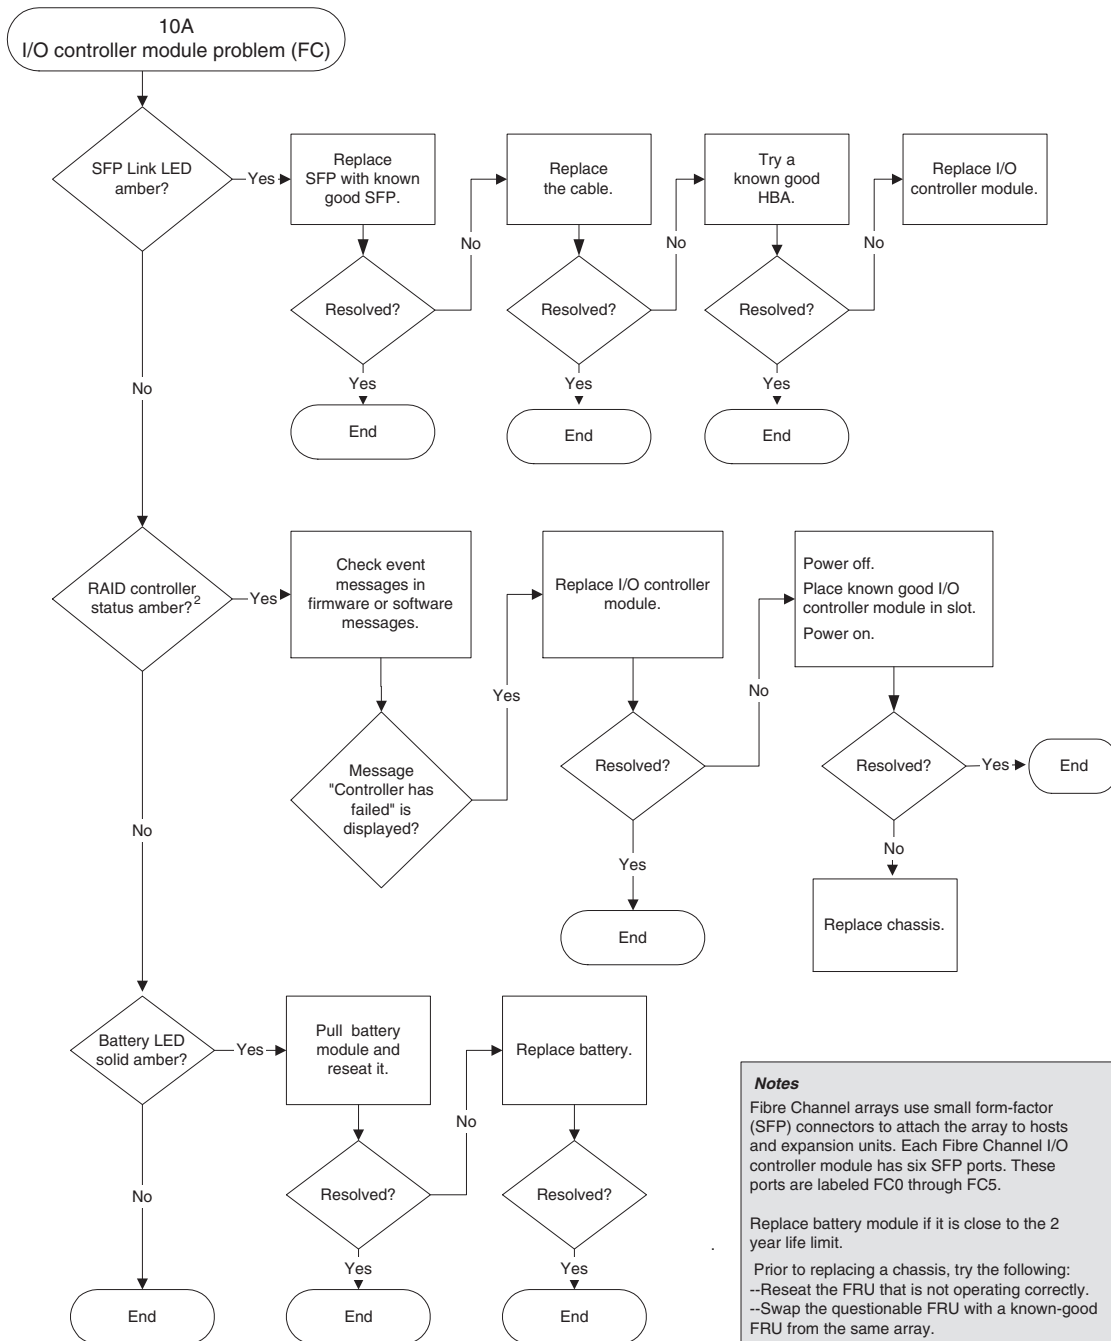 10A
I/O controller module problem (FC)
SFP Link LED
amber?
Yes
Replace
SFP with known
good SFP.
Replace
the cable.
Try a
known good
HBA.
Replace I/O
controller module.
No
No
No
Resolved?
Resolved?
Resolved?
Yes
Yes
Yes
End
End
End
No
RAID controller
status amber?2
Yes
Check event
messages in
firmware or software
messages.
Replace I/O controller
module.
Power off.
Place known good I/O
controller module in slot.
Power on.
Yes
No
Message
"Controller has
failed" is
displayed?
Resolved?
Resolved?
Yes
End
No
Yes
No
End
Replace chassis.
Battery LED
solid amber?
Yes
Pull battery
module and
reseat it.
Replace battery.
No
Resolved?
Resolved?
No
Yes
Yes
End
End
End
Notes
Fibre Channel arrays use small form-factor
(SFP) connectors to attach the array to hosts
and expansion units. Each Fibre Channel I/O
controller module has six SFP ports. These
ports are labeled FC0 through FC5.
Replace battery module if it is close to the 2
year life limit.
Prior to replacing a chassis, try the following:
--Reseat the FRU that is not operating correctly.
--Swap the questionable FRU with a known-good
FRU from the same array.